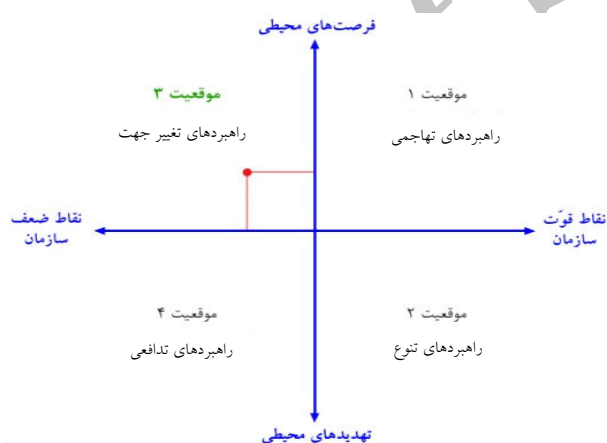 فرصت‌های محیطی
موقعیت ۱
راهبردهای تهاجمی
موقعیت ۳
راهبردهای تغییر جهت
نقاط قوّت
سازمان
نقاط ضعف
سازمان
موقعیت ۲
راهبردهای تنوع
موقعیت ۴
راهبردهای تدافعی
تهدیدهای محیطی